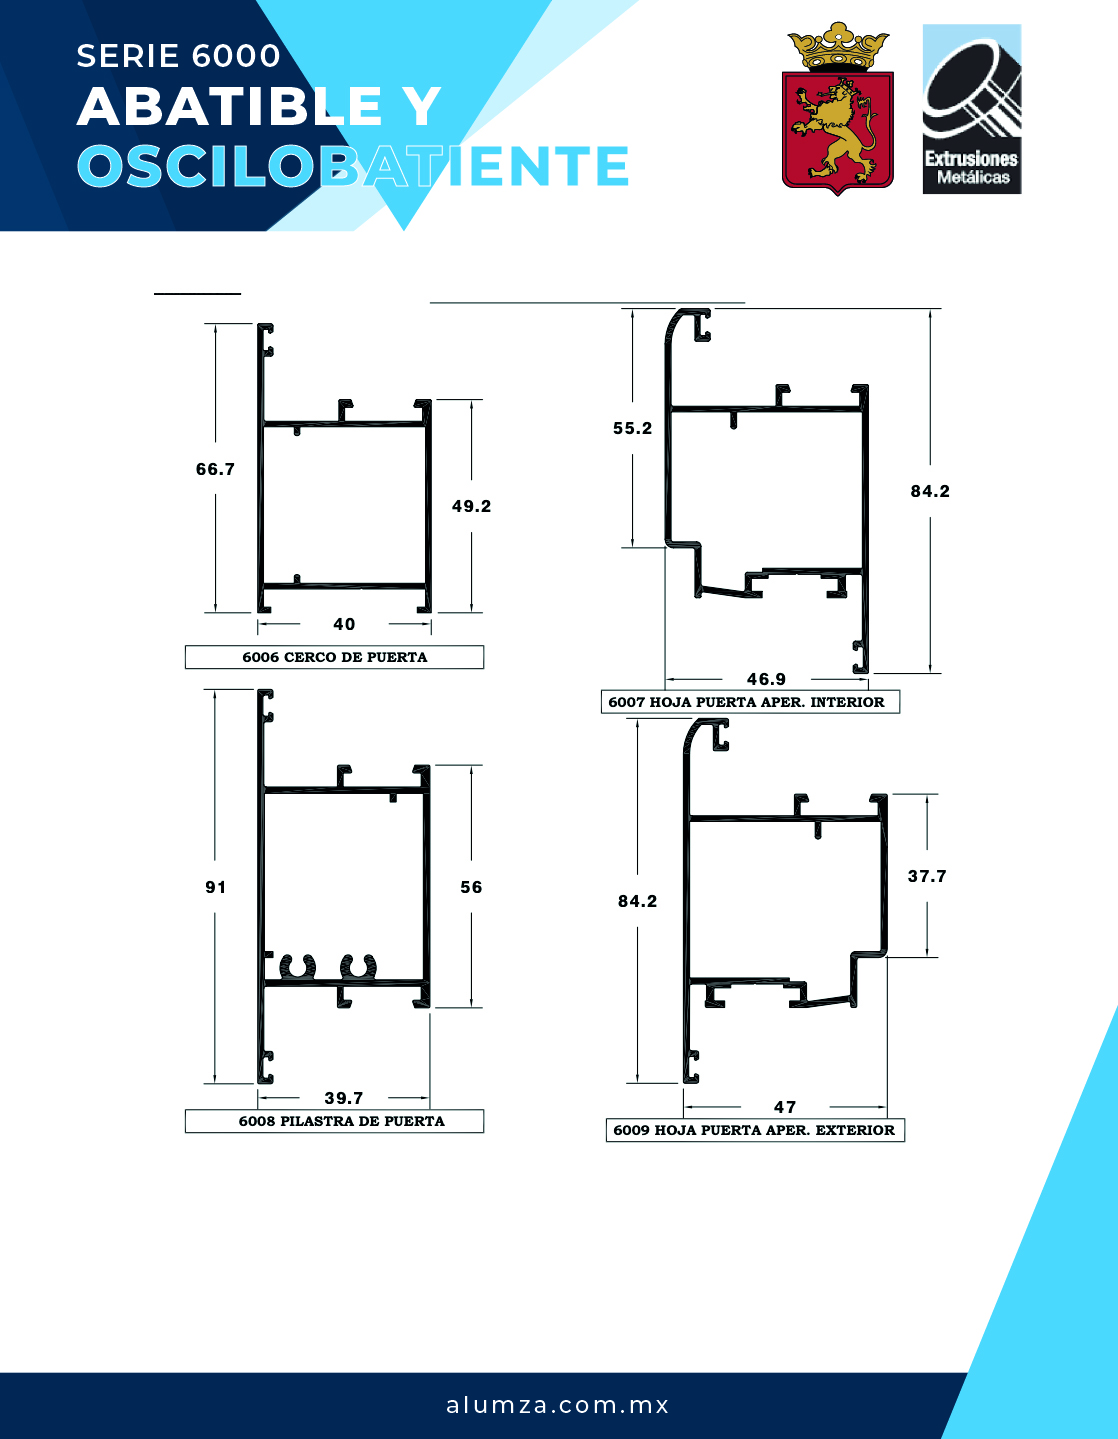 SERIE 6000
ABATIBLE Y
OSCILOBATIENTE
Extrusiones
Metálicas
66.7
49.2
40
6006 CERCO DE PUERTA
55.2
84.2
46.9
6007 HOJA PUERTA APER. INTERIOR
91
56
39.7
6008 PILASTRA DE PUERTA
84.2
37.7
47
6009 HOJA PUERTA APER. EXTERIOR
alumza.com.mx